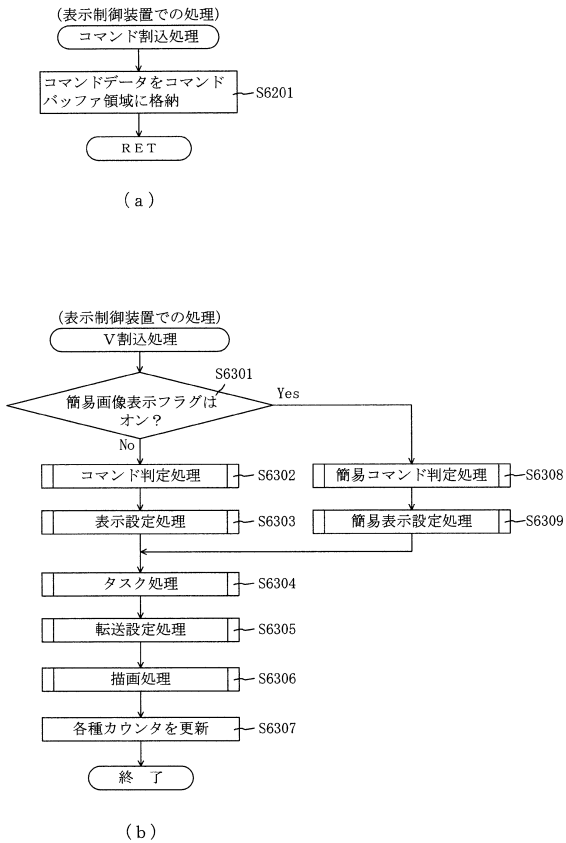 (表示制御装置での処理)
コマンド割込処理
コマンドデータをコマンド
バッファ領域に格納
S6201
RET
(a)
(表示制御装置での処理)
V割込処理
S6301
簡易画像表示フラグは
オン?
Yes
No
コマンド判定処理
S6302
簡易コマンド判定処理
S6308
表示設定処理
S6303
簡易表示設定処理
S6309
タスク処理
S6304
転送設定処理
S6305
描画処理
S6306
各種カウンタを更新
S6307
終 了
(b)